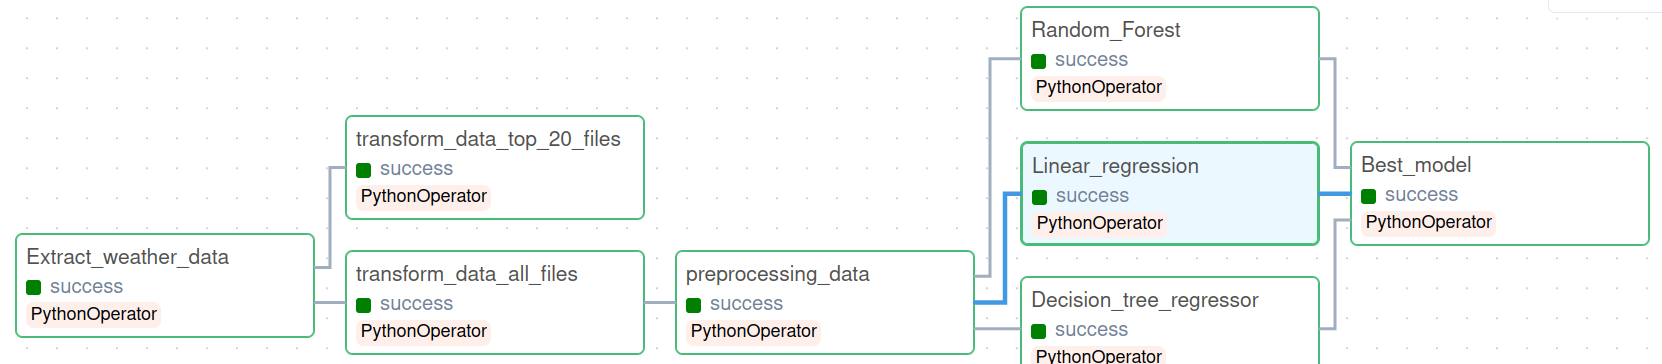 Extract_weather_data
success
PythonOperator
transform_data_top_20_files
success
PythonOperator
transform_data_all_files
success
PythonOperator
preprocessing_data
success
PythonOperator
Random_Forest
success
PythonOperator
Linear_regression
success
PythonOperator
Decision_tree_regressor
success
PythonOperator
Best_model
success
PythonOperator